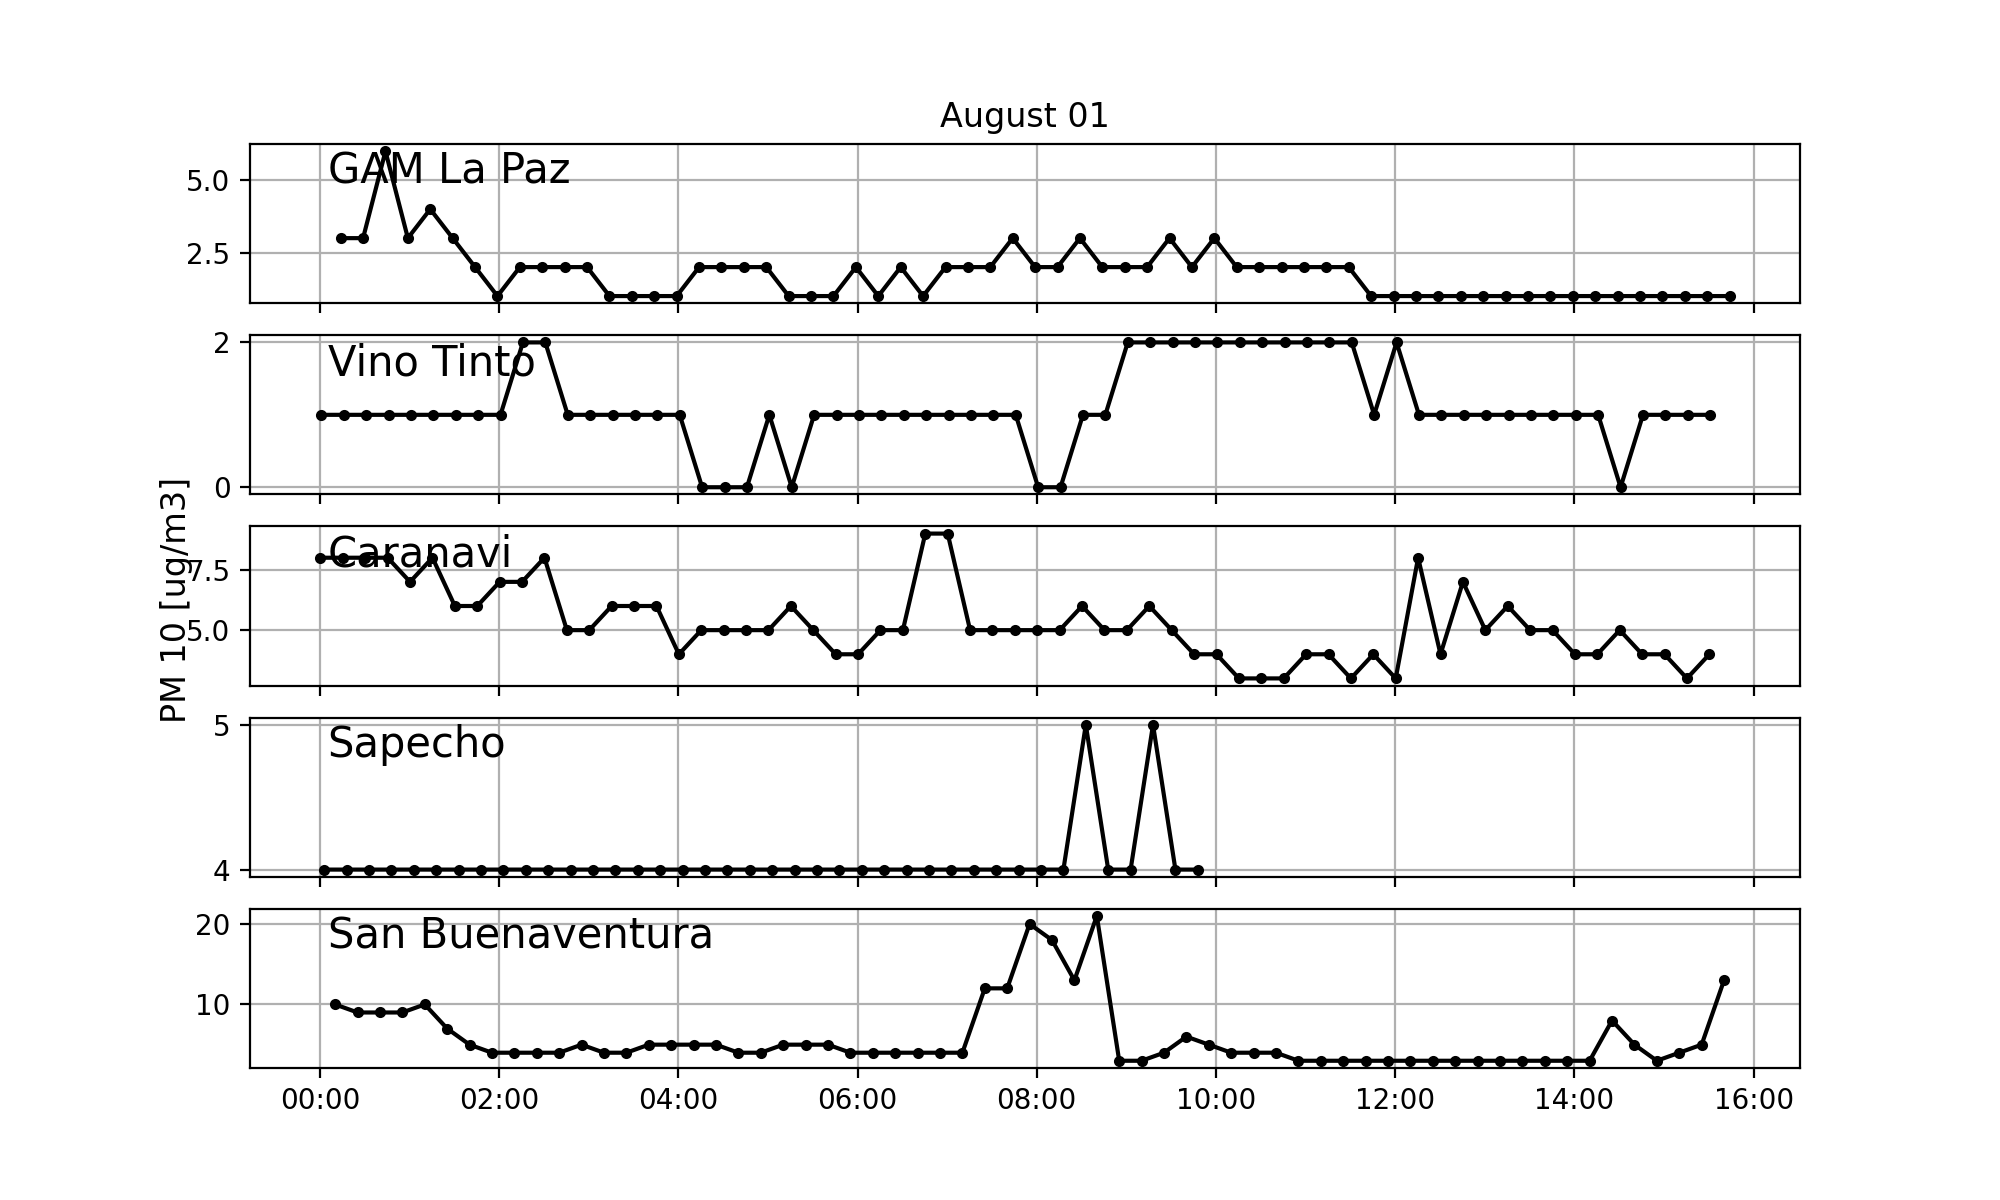 August 01
GAM La Paz
5.0
2.5
Vino Tinto
2
0
PM 10 [ug/m3]
Caranavi
7.5
5.0
Sapecho
5
4
San Buenaventura
20
10
00:00 02:00 04:00 06:00 08:00 10:00 12:00 14:00 16:00